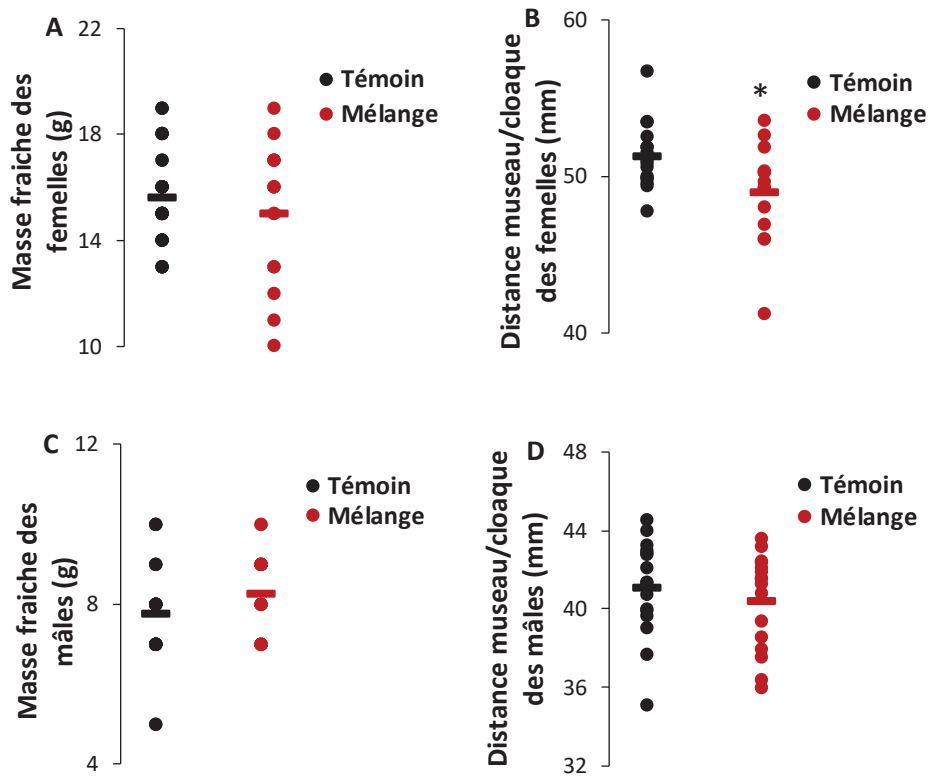 A
Masse fraiche des
femelles (g)
22
18
14
10
Témoin
Mélange
B
Distance museau/cloaque
des femelles (mm)
60
50
40
Témoin
Mélange
*
C
Masse fraiche des
mâles (g)
12
8
4
Témoin
Mélange
D
Distance museau/cloaque
des mâles (mm)
48
44
40
36
32
Témoin
Mélange